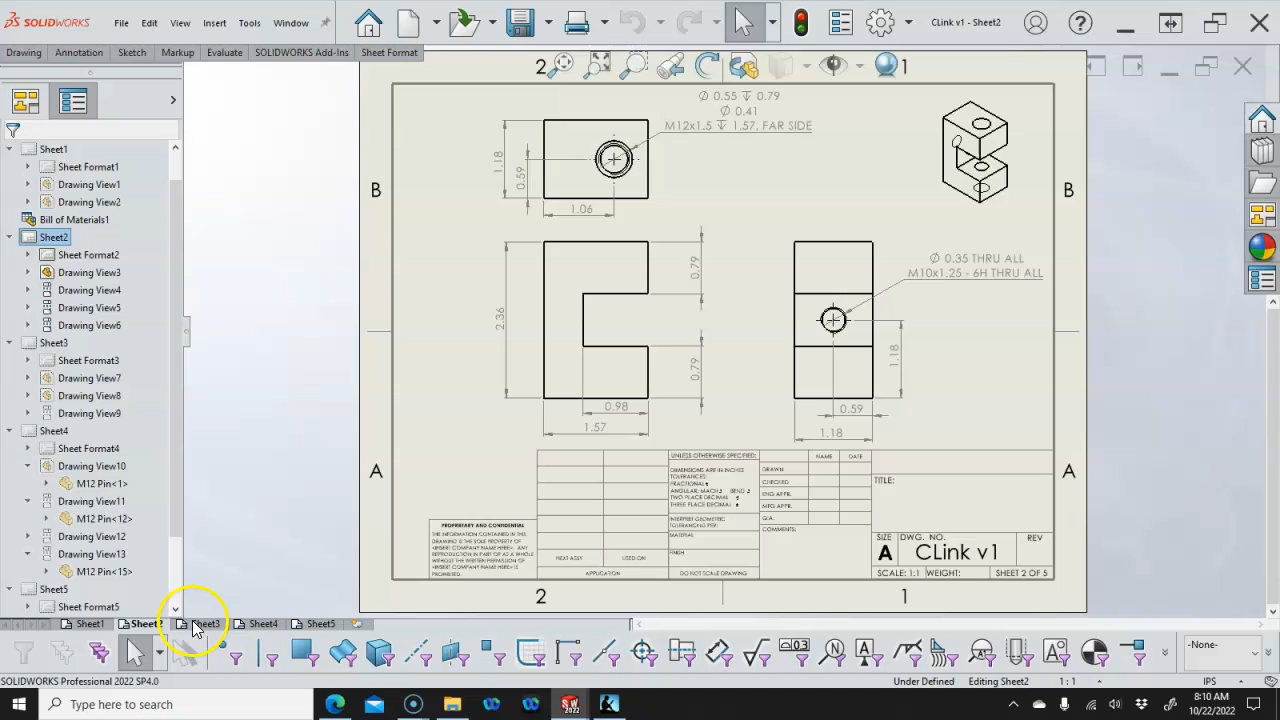 SOLIDWORKS
File Edit View Insert Tools Window
CLink v1 - Sheet2
Drawing Annotation Sketch Markup Evaluate SOLIDWORKS Add-Ins Sheet Format
Sheet1
Sheet Format1
Drawing View1
Drawing View2
Bill of Materials1
Sheet2
Sheet Format2
Drawing View3
Drawing View4
Drawing View5
Drawing View6
Sheet3
Sheet Format3
Drawing View7
Drawing View8
Drawing View9
Sheet4
Sheet Format4
Drawing View10
M12 Pin<1>
Drawing View11
M12 Pin<12>
Drawing View12
Drawing View13
M12 Pin<15>
Sheet5
Sheet Format5
2 1
∅ 0.55 ↧ 0.79
∅ 0.41
M12x1.5 ↧ 1.57, FAR SIDE
1.18
0.59
1.06
B B
0.79
2.36
0.79
0.98
1.57
∅ 0.35 THRU ALL
M10x1.25 - 6H THRU ALL
1.18
0.59
1.18
A A
UNLESS OTHERWISE SPECIFIED:
DIMENSIONS ARE IN INCHES
TOLERANCES:
FRACTIONAL±
ANGULAR: MACH± BEND ±
TWO PLACE DECIMAL ±
THREE PLACE DECIMAL ±
INTERPRET GEOMETRIC
TOLERANCING PER:
MATERIAL
FINISH
DO NOT SCALE DRAWING
NAME DATE
DRAWN
CHECKED
ENG APPR.
MFG APPR.
Q.A.
COMMENTS:
TITLE:
SIZE DWG. NO. REV
A CLink v1
SCALE: 1:1 WEIGHT: SHEET 2 OF 5
PROPRIETARY AND CONFIDENTIAL
THE INFORMATION CONTAINED IN THIS
DRAWING IS THE SOLE PROPERTY OF
<INSERT COMPANY NAME HERE>. ANY
REPRODUCTION IN PART OR AS A WHOLE
WITHOUT THE WRITTEN PERMISSION OF
<INSERT COMPANY NAME HERE> IS
PROHIBITED.
NEXT ASSY USED ON
APPLICATION
2 1
Sheet1 Sheet2 Sheet3 Sheet4 Sheet5
-None-
SOLIDWORKS Professional 2022 SP4.0
Under Defined Editing Sheet2 1 : 1 IPS
Type here to search
8:10 AM
10/22/2022